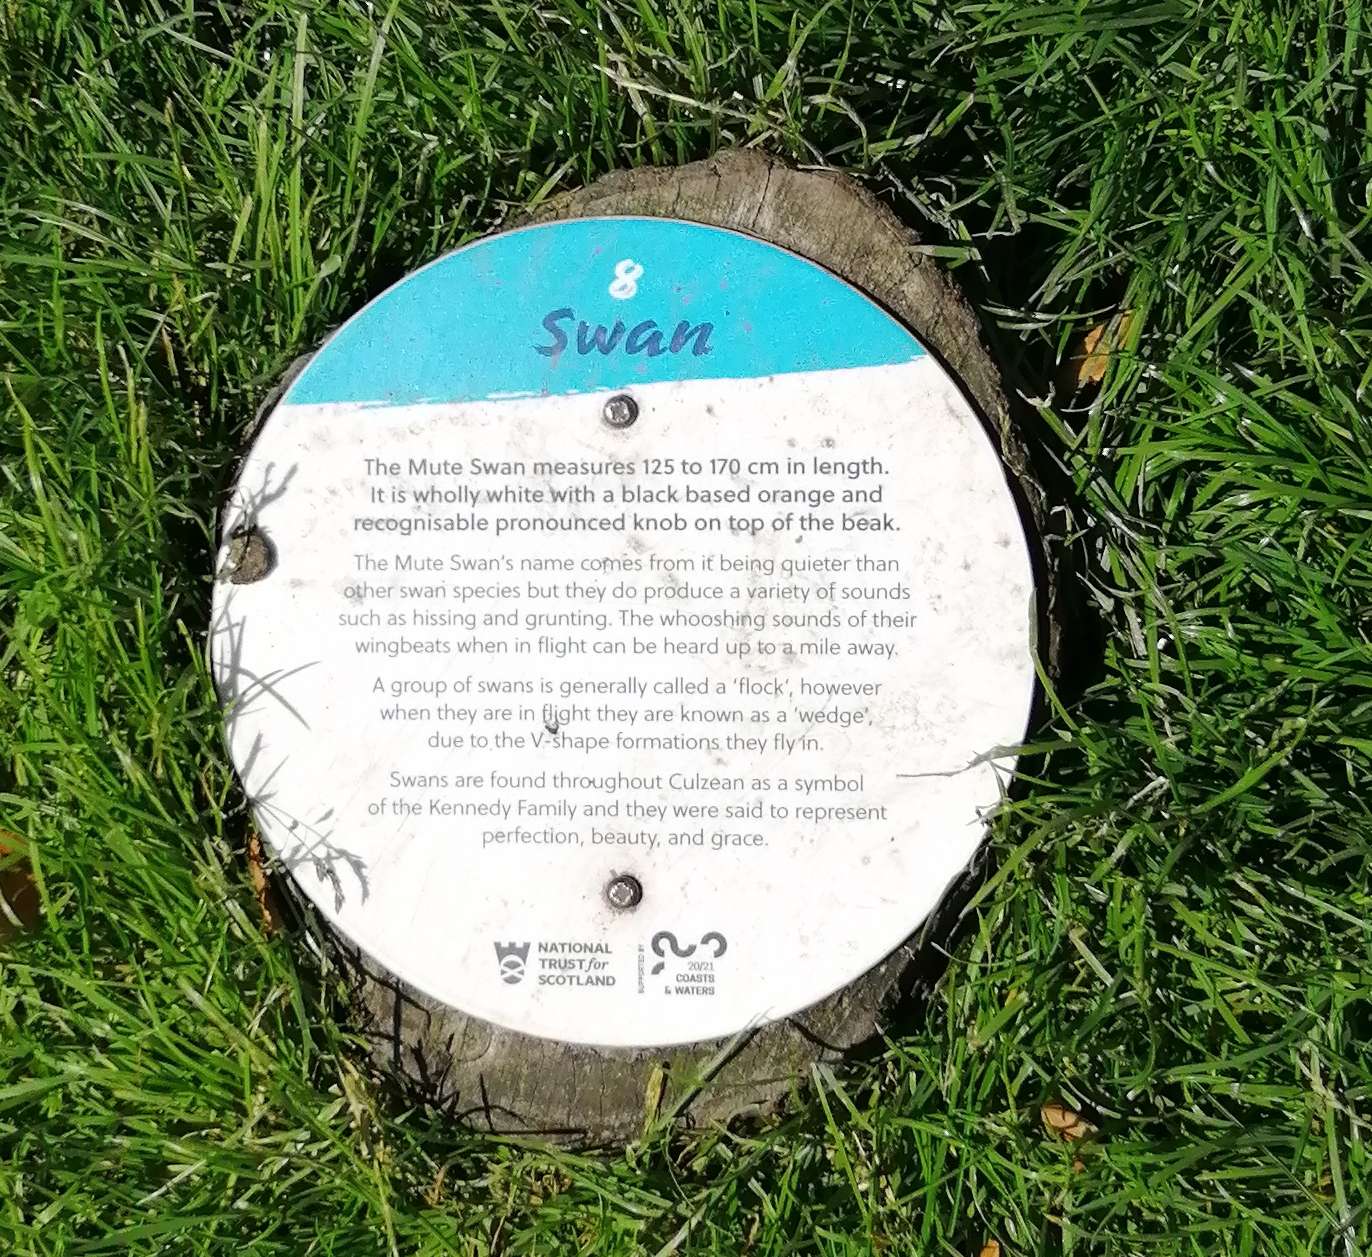 8
Swan
The Mute Swan measures 125 to 170 cm in length.
It is wholly white with a black based orange and
recognisable pronounced knob on top of the beak.
The Mute Swan's name comes from it being quieter than
other swan species but they do produce a variety of sounds
such as hissing and grunting. The whooshing sounds of their
wingbeats when in flight can be heard up to a mile away.
A group of swans is generally called a 'flock', however
when they are in flight they are known as a 'wedge',
due to the V-shape formations they fly in.
Swans are found throughout Culzean as a symbol
of the Kennedy Family and they were said to represent
perfection, beauty, and grace.
NATIONAL
TRUST for
SCOTLAND
SUPPORTED BY
20/21
COASTS
& WATERS